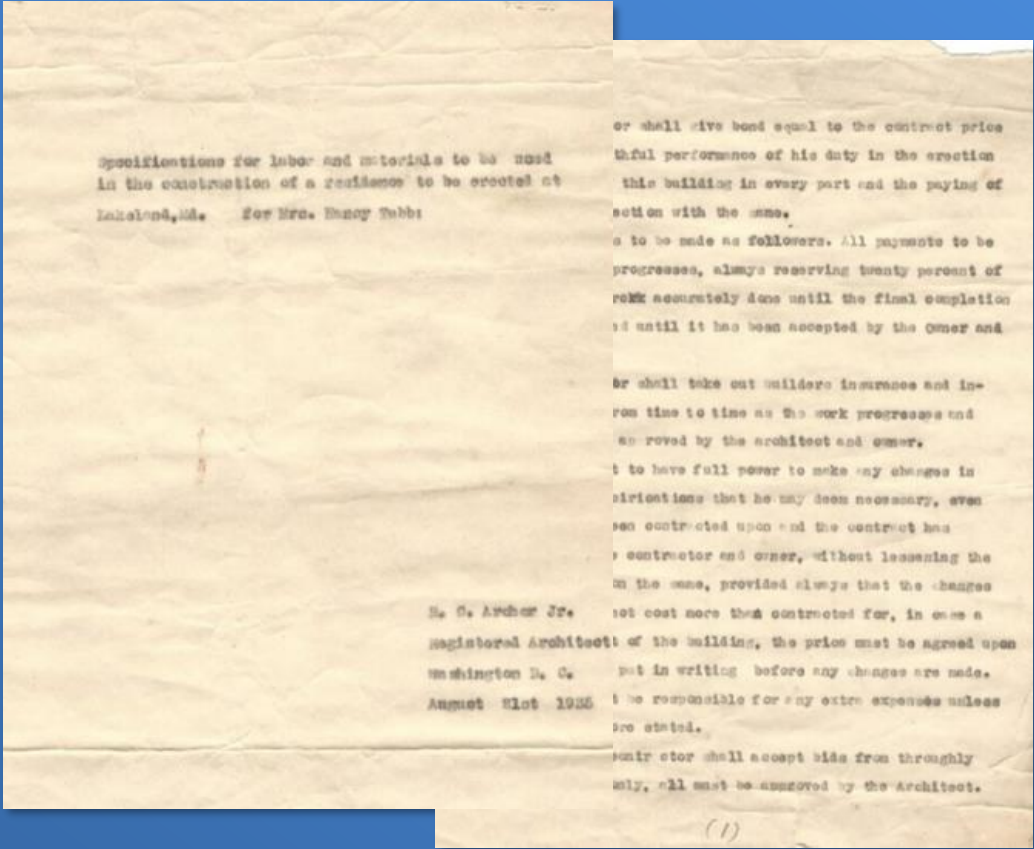 Specifications for labor and materials to be used
in the construction of a residence to be erected at
Lakeland,Md. for Mrs. Nancy Tubbs
Archer Jr.
Registered Architect
Washington D. C.
August 21st 1935
or shall give bond equal to the contract price
thful performance of his duty in the erection
this building in every part and the paying of
ection with the same.
s to be made as followers. All payments to be
progresses, always reserving twenty percent of
accurately done until the final completion
d until it has been accepted by the Owner and
or shall take out builders insurance and in-
rom time to time as the work progresses and
roved by the architect and owner.
t to have full power to make any changes in
that he may deem necessary, even
een contracted upon and the contract has
contractor and owner, without lessening the
on the same, provided always that the changes
not cost more than contracted for, in case a
t of the building, the price must be agreed upon
put in writing before any changes are made.
t be responsible for any extra expenses unless
ore stated.
contr ctor shall accept bids from throughly
only, all must be approved by the Architect.
(1)